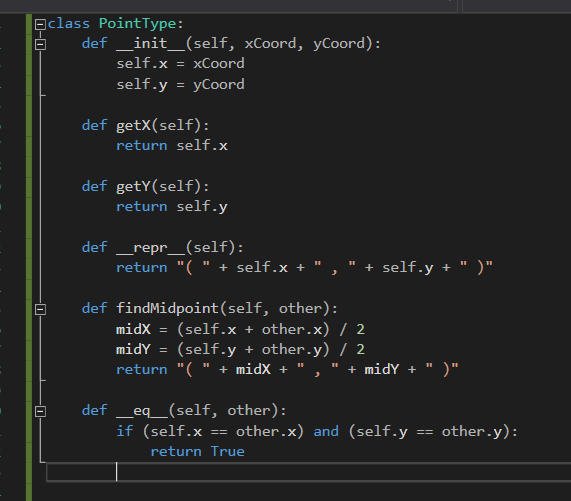 class PointType:
    def __init__(self, xCoord, yCoord):
        self.x = xCoord
        self.y = yCoord

    def getX(self):
        return self.x

    def getY(self):
        return self.y

    def __repr__(self):
        return "( " + self.x + " , " + self.y + " )"

    def findMidpoint(self, other):
        midX = (self.x + other.x) / 2
        midY = (self.y + other.y) / 2
        return "( " + midX + " , " + midY + " )"

    def __eq__(self, other):
        if (self.x == other.x) and (self.y == other.y):
            return True